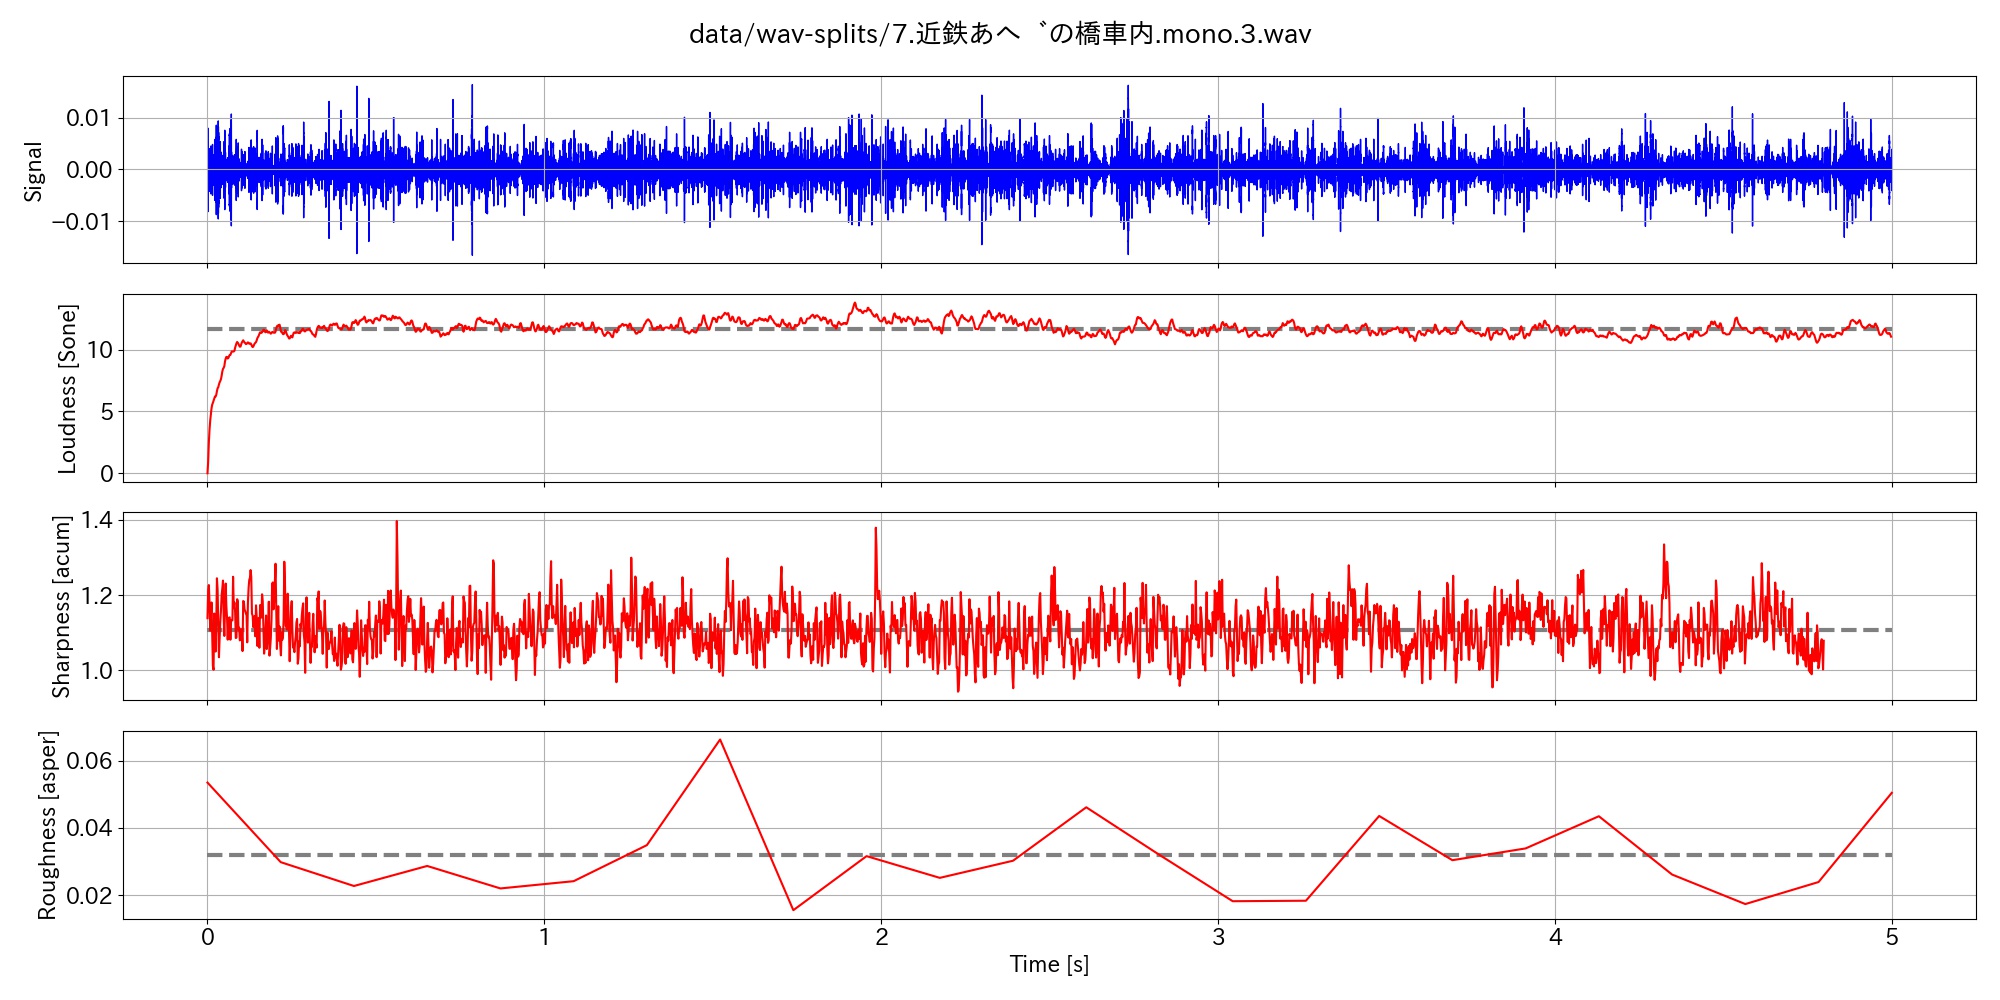 data/wav-splits/7.近鉄あへ゛の橋車内.mono.3.wav
Signal
0.01
0.00
−0.01
Loudness [Sone]
10
5
0
Sharpness [acum]
1.4
1.2
1.0
Roughness [asper]
0.06
0.04
0.02
0 1 2 3 4 5
Time [s]